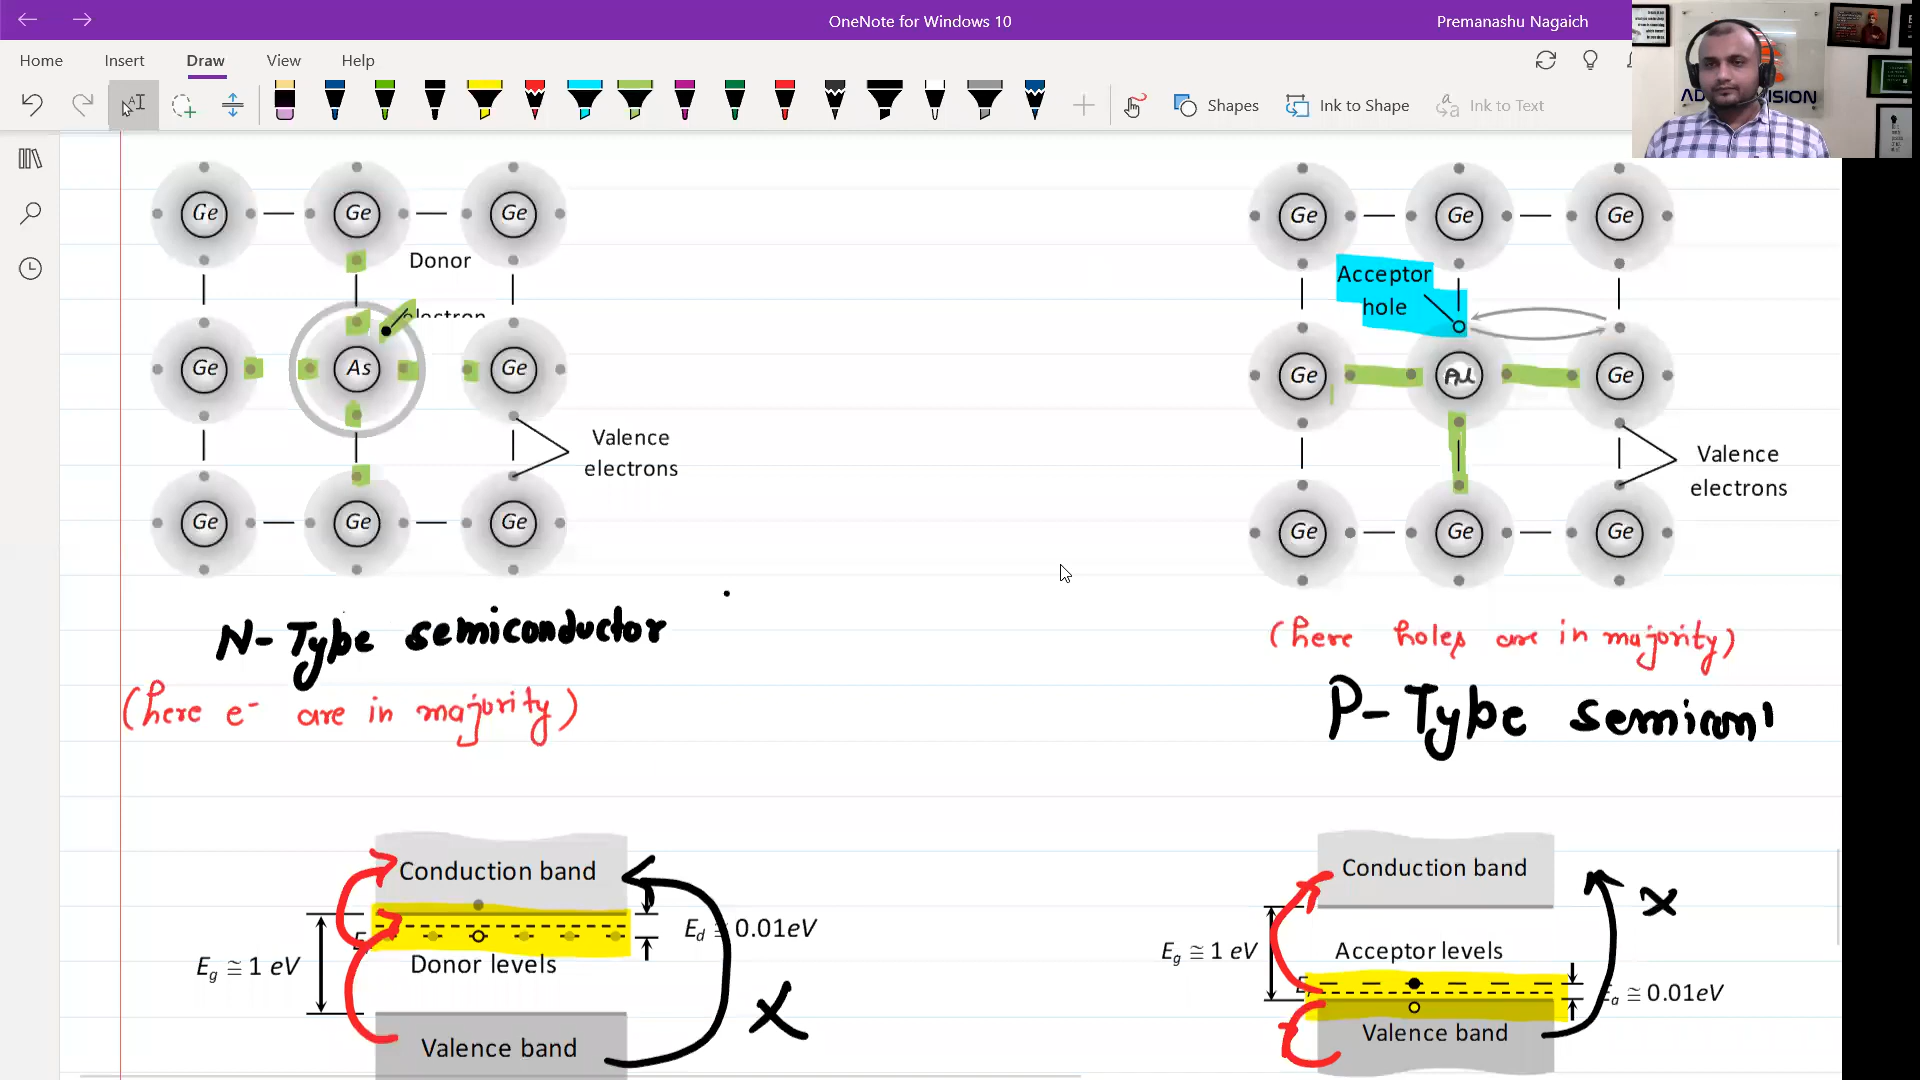 OneNote for Windows 10
Premanashu Nagaich
Home Insert Draw View Help
Shapes Ink to Shape Ink to Text
Ge Ge Ge
Donor
electron
Ge As Ge
Valence
electrons
Ge Ge Ge
N-Type semiconductor
(here e- are in majority)
Conduction band
Ed ≅ 0.01eV
Eg ≅ 1 eV
Donor levels
Valence band
Ge Ge Ge
Acceptor
hole
Ge Al Ge
Valence
electrons
Ge Ge Ge
(here holes are in majority)
P-Type
Conduction band
X
Eg ≅ 1 eV
Acceptor levels
Ea ≅ 0.01eV
Valence band
X